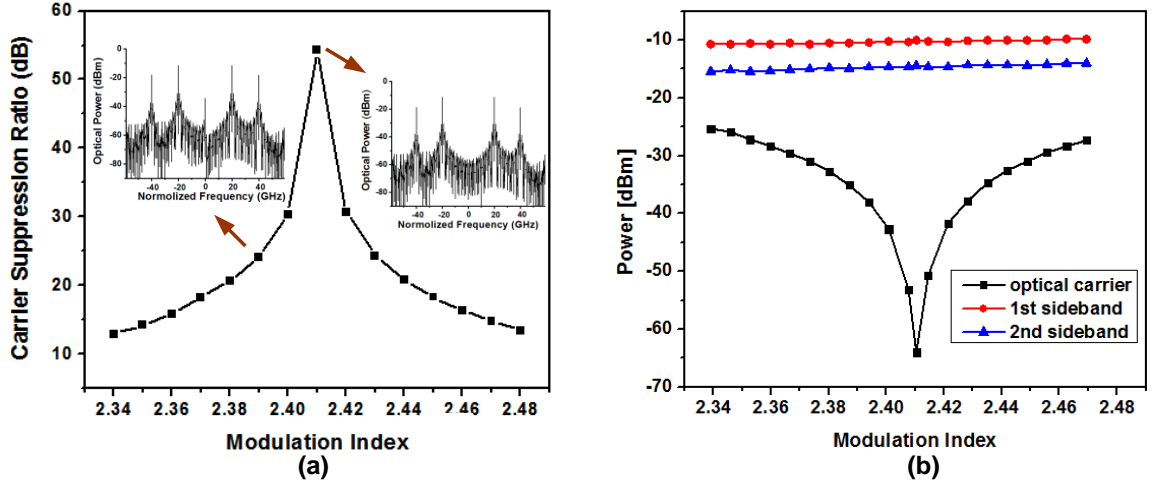 60
50
40
30
20
10
Carrier Suppression Ratio (dB)
2.34 2.36 2.38 2.40 2.42 2.44 2.46 2.48
Modulation Index
(a)
0
-20
-40
-60
-80
Optical Power (dBm)
-40 -20 0 20 40
Normolized Frequency (GHz)
0
-20
-40
-60
-80
Optical Power (dBm)
-40 -20 0 20 40
Normolized Frequency (GHz)
-10
-20
-30
-40
-50
-60
-70
Power [dBm]
optical carrier
1st sideband
2nd sideband
2.34 2.36 2.38 2.40 2.42 2.44 2.46 2.48
Modulation Index
(b)